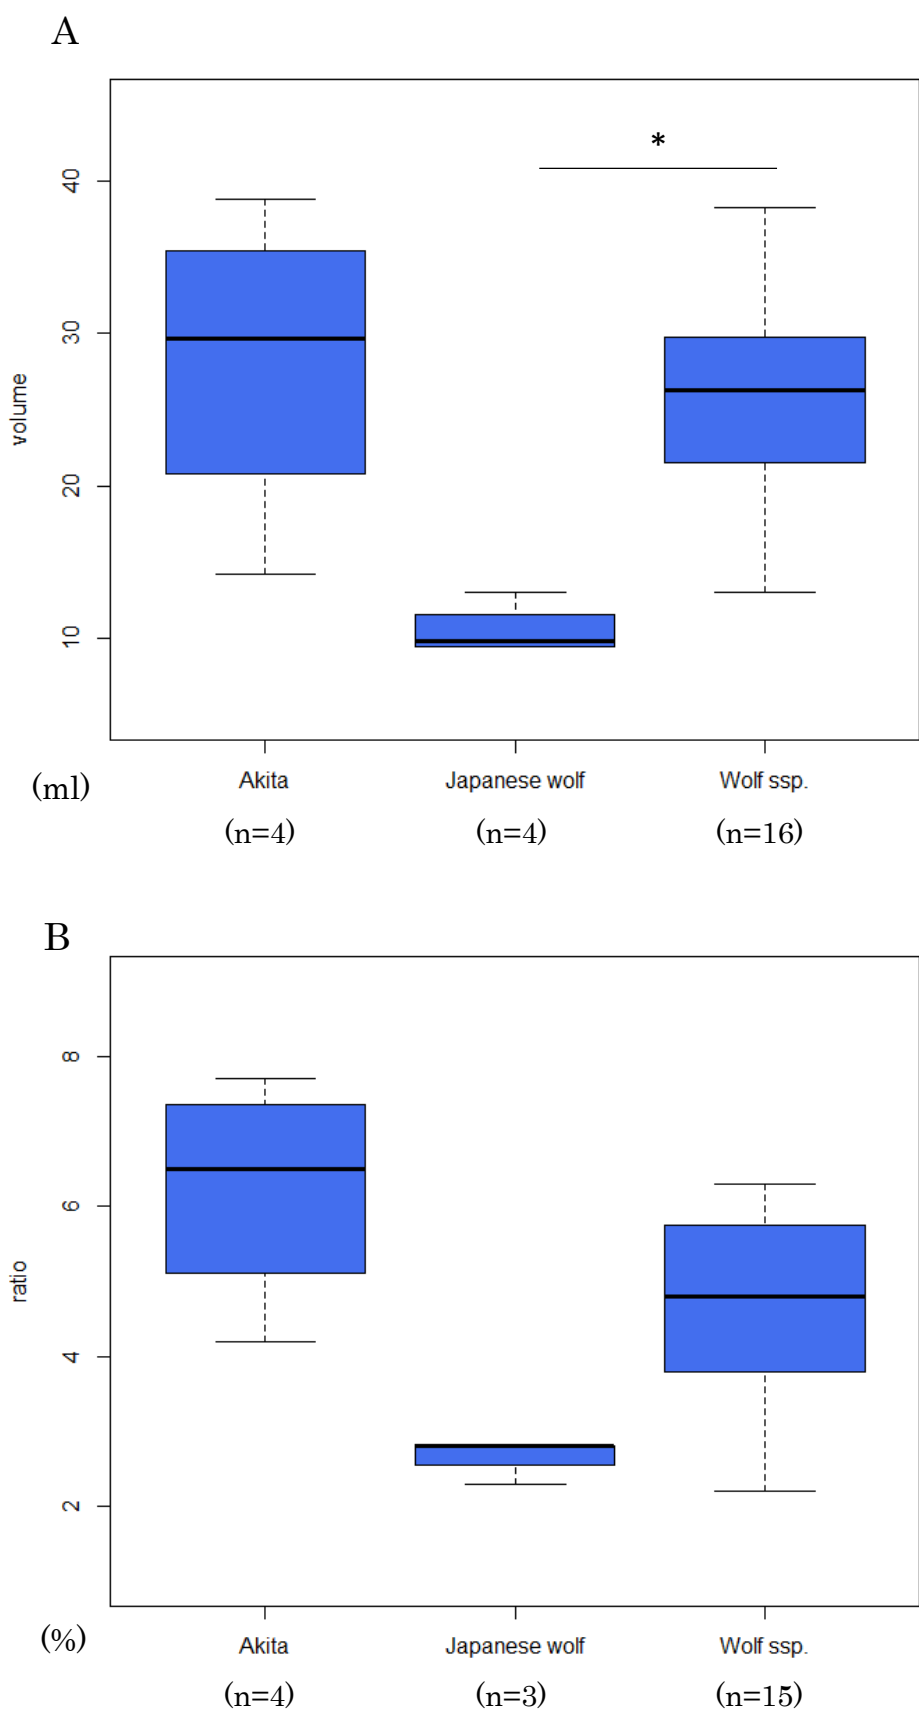 A
*
40
30
20
10
volume
(ml)
Akita Japanese wolf Wolf ssp.
(n=4) (n=4) (n=16)
B
8
6
4
2
ratio
(%)
Akita Japanese wolf Wolf ssp.
(n=4) (n=3) (n=15)